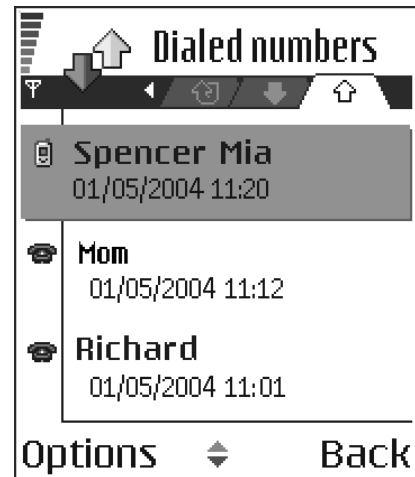 Dialed numbers
Spencer Mia
01/05/2004 11:20
Mom
01/05/2004 11:12
Richard
01/05/2004 11:01
Options Back